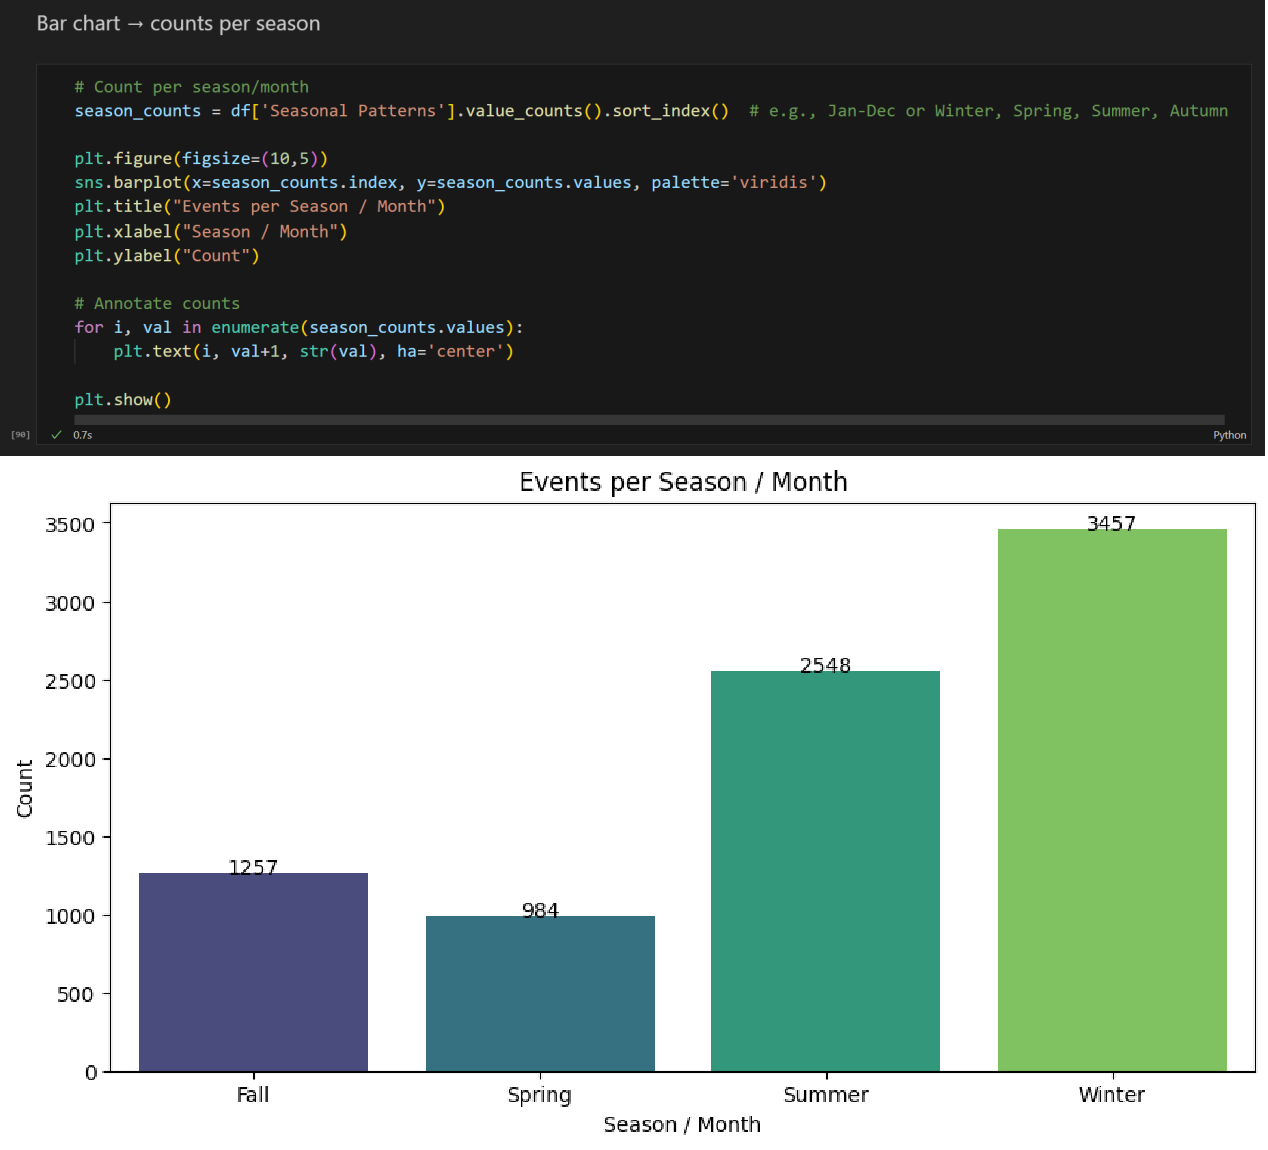 Bar chart → counts per season
# Count per season/month
season_counts = df['Seasonal Patterns'].value_counts().sort_index()  # e.g., Jan-Dec or Winter, Spring, Summer, Autumn
plt.figure(figsize=(10,5))
sns.barplot(x=season_counts.index, y=season_counts.values, palette='viridis')
plt.title("Events per Season / Month")
plt.xlabel("Season / Month")
plt.ylabel("Count")
# Annotate counts
for i, val in enumerate(season_counts.values):
    plt.text(i, val+1, str(val), ha='center')
plt.show()
[90] ✓ 0.7s Python
Events per Season / Month
3500
3000
2500
2000
1500
1000
500
0
Count
1257
984
2548
3457
Fall Spring Summer Winter
Season / Month